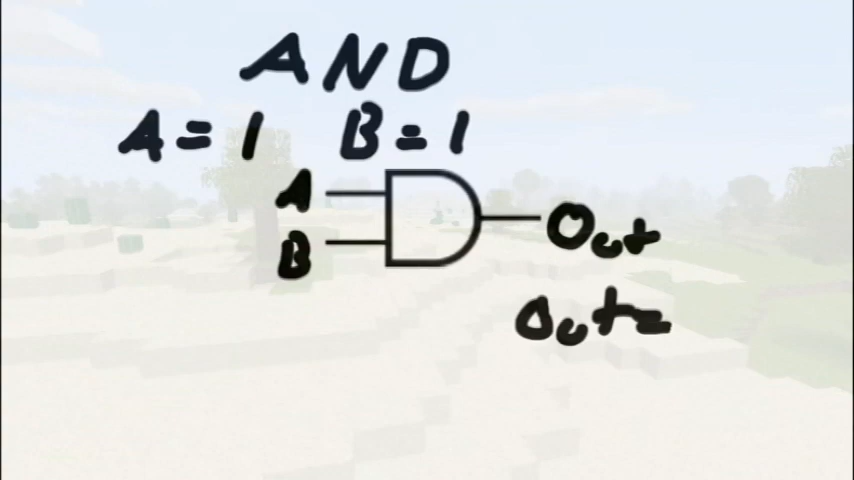 AND
A = 1 B = 1
A
B
Out
Out=